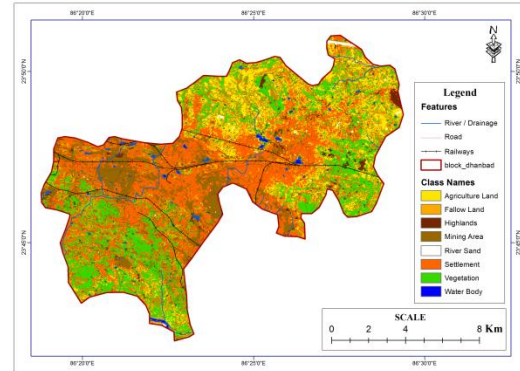 86°20'0"E 86°25'0"E 86°30'0"E
N
23°50'0"N 23°50'0"N
Legend
Features
River / Drainage
Road
Railways
block_dhanbad
Class Names
Agriculture Land
Fallow Land
Highlands
Mining Area
River Sand
Settlement
Vegetation
Water Body
23°45'0"N 23°45'0"N
SCALE
0 2 4 6 8 Km
86°20'0"E 86°25'0"E 86°30'0"E